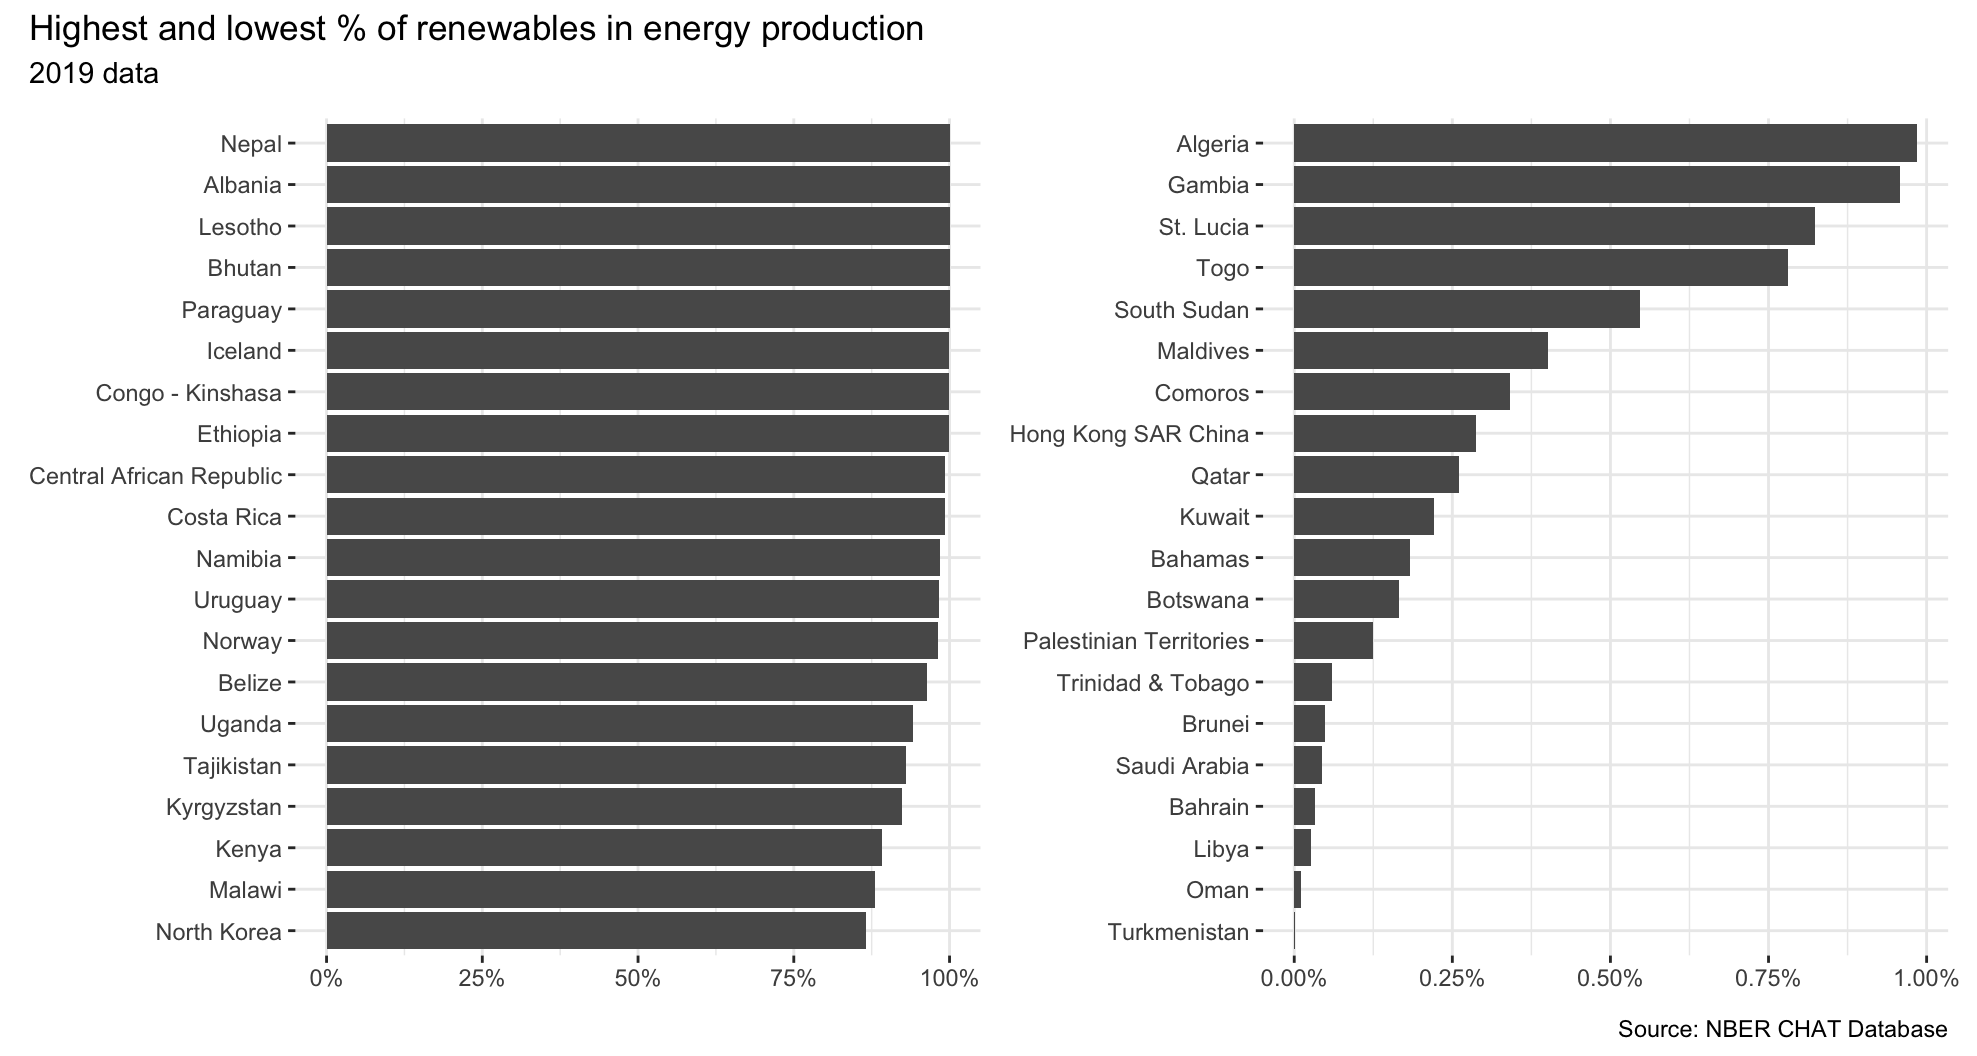 Highest and lowest % of renewables in energy production
2019 data
Nepal
Albania
Lesotho
Bhutan
Paraguay
Iceland
Congo - Kinshasa
Ethiopia
Central African Republic
Costa Rica
Namibia
Uruguay
Norway
Belize
Uganda
Tajikistan
Kyrgyzstan
Kenya
Malawi
North Korea
0% 25% 50% 75% 100%
Algeria
Gambia
St. Lucia
Togo
South Sudan
Maldives
Comoros
Hong Kong SAR China
Qatar
Kuwait
Bahamas
Botswana
Palestinian Territories
Trinidad & Tobago
Brunei
Saudi Arabia
Bahrain
Libya
Oman
Turkmenistan
0.00% 0.25% 0.50% 0.75% 1.00%
Source: NBER CHAT Database